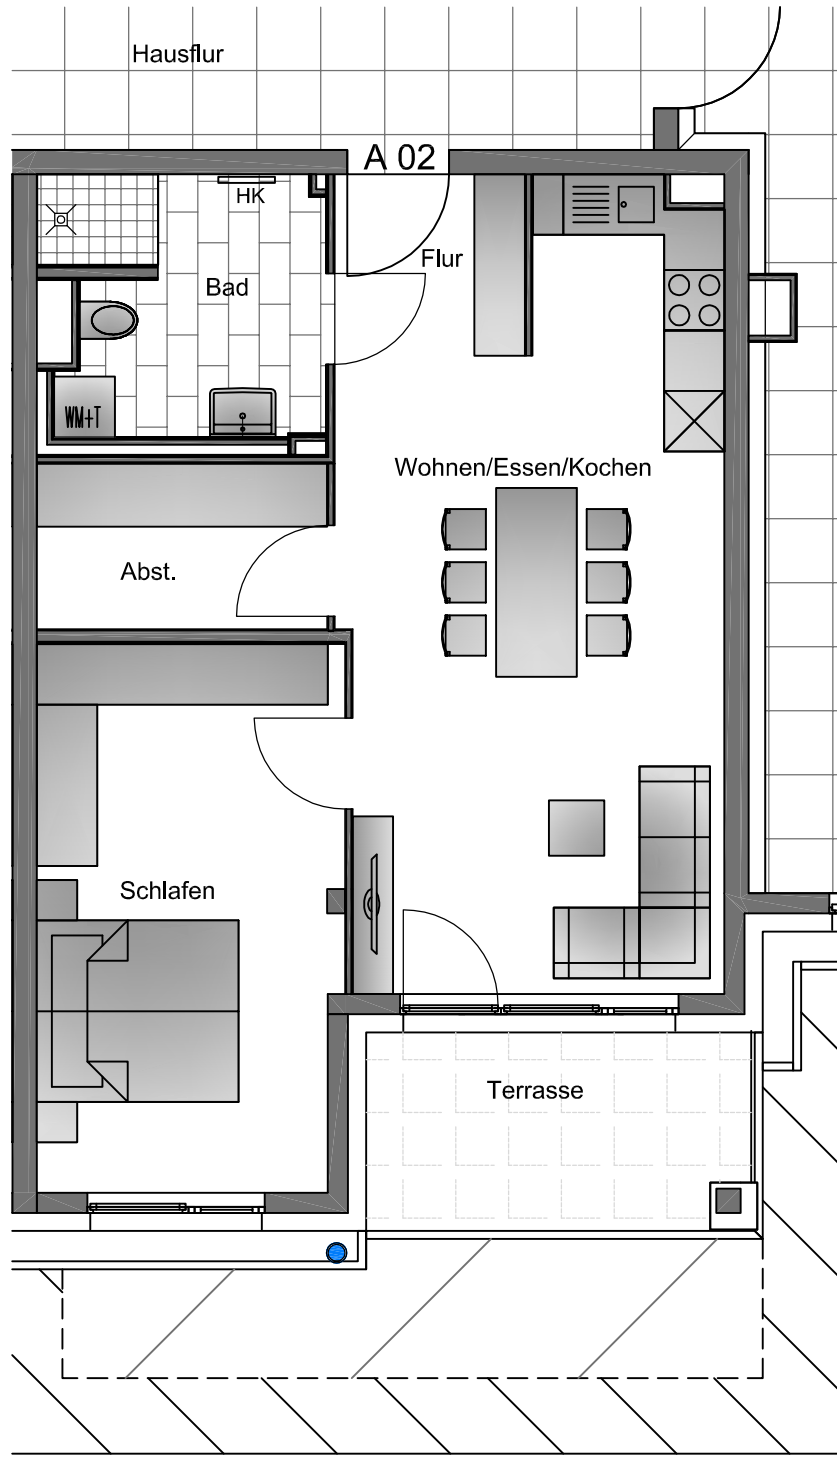 Hausflur
A 02
HK
Flur
Bad
WM+T
Wohnen/Essen/Kochen
Abst.
Schlafen
Terrasse